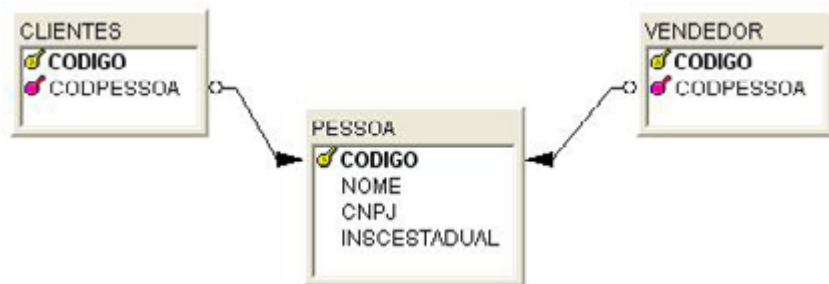 CLIENTES
CODIGO
CODPESSOA
VENDEDOR
CODIGO
CODPESSOA
PESSOA
CODIGO
NOME
CNPJ
INSCESTADUAL